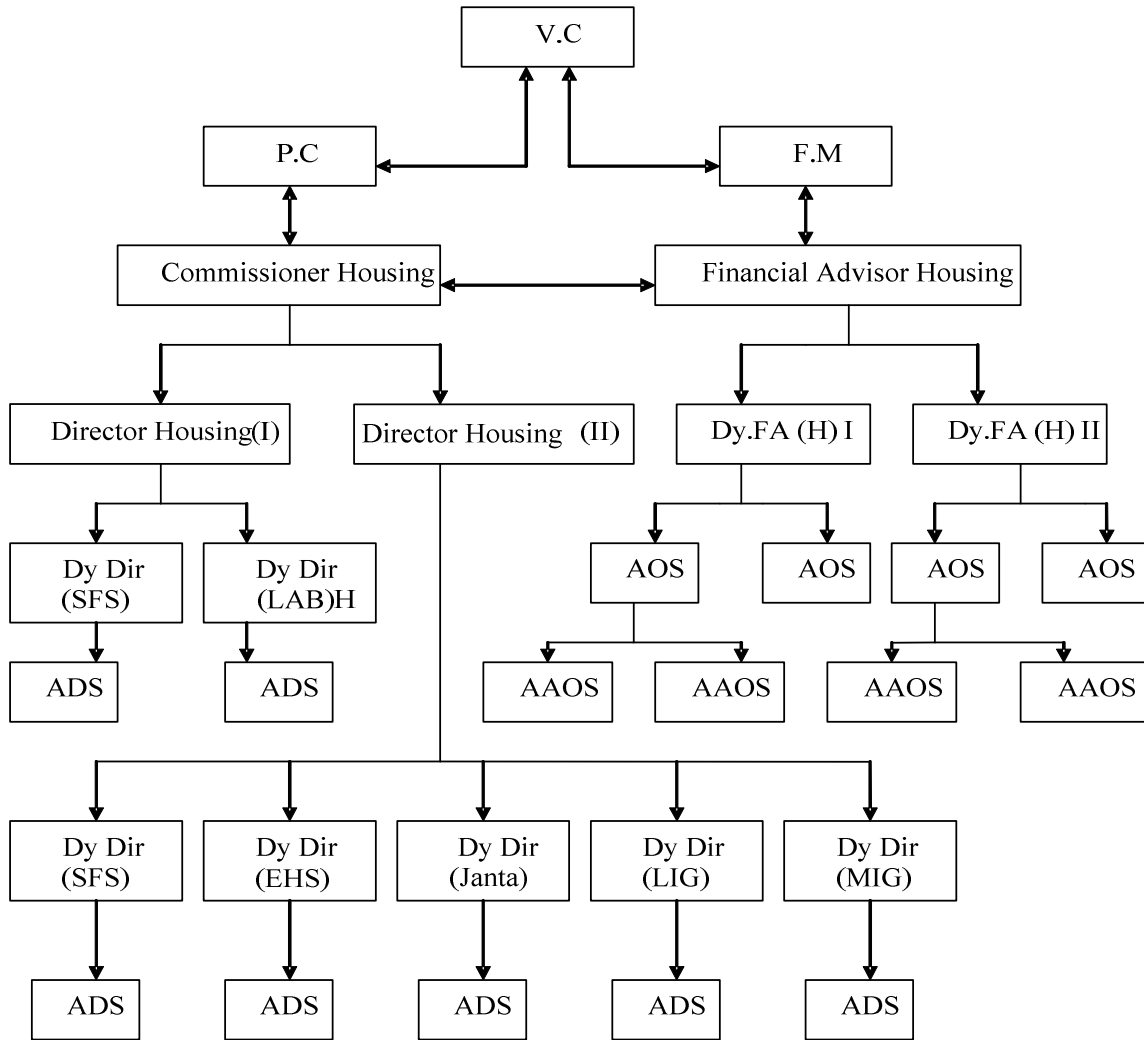 V.C
P.C
F.M
Commissioner Housing
Financial Advisor Housing
Director Housing(I)
Director Housing (II)
Dy.FA (H) I
Dy.FA (H) II
Dy Dir
(SFS)
Dy Dir
(LAB)H
AOS
AOS
AOS
AOS
ADS
ADS
AAOS
AAOS
AAOS
AAOS
Dy Dir
(SFS)
Dy Dir
(EHS)
Dy Dir
(Janta)
Dy Dir
(LIG)
Dy Dir
(MIG)
ADS
ADS
ADS
ADS
ADS